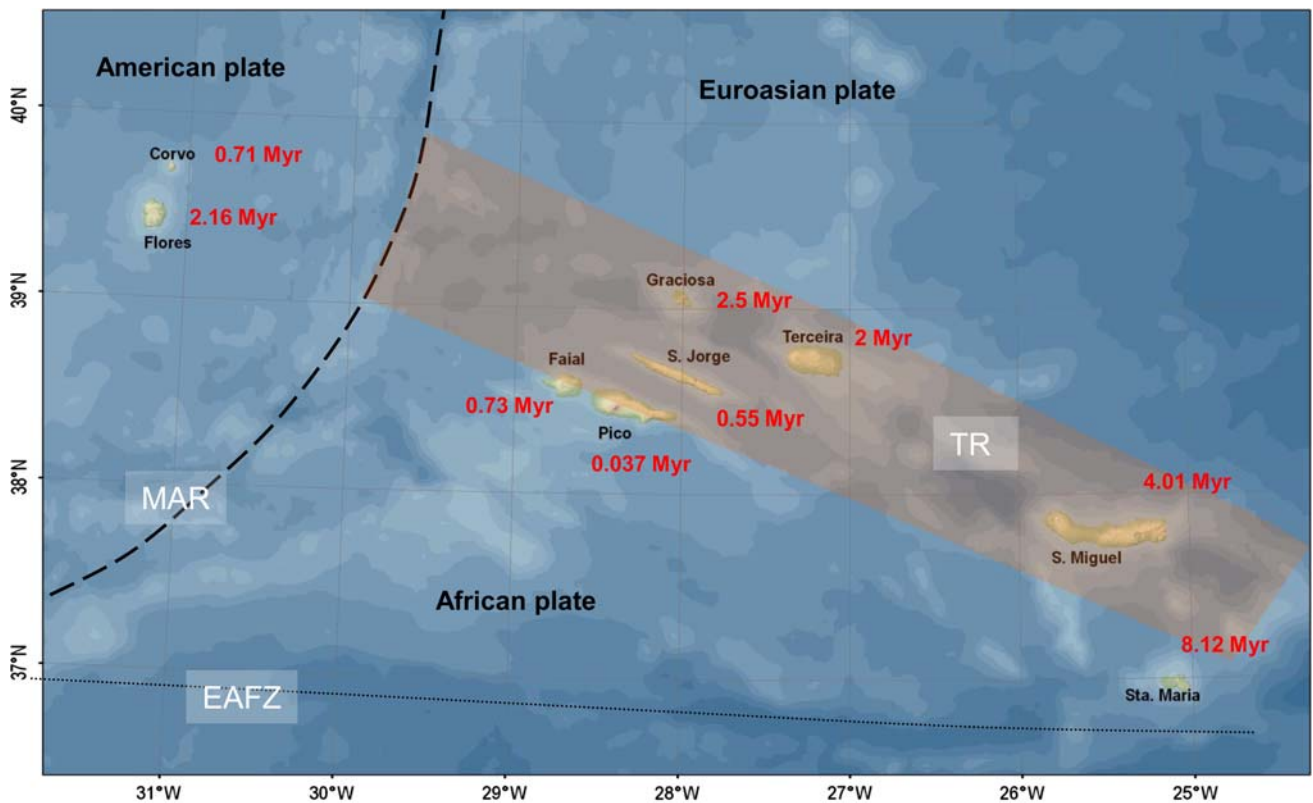 American plate
Euroasian plate
40°N
Corvo 0.71 Myr
2.16 Myr
Flores
39°N
Graciosa
2.5 Myr
Terceira 2 Myr
Faial
S. Jorge
0.73 Myr
0.55 Myr
Pico
0.037 Myr
TR
38°N
MAR
4.01 Myr
S. Miguel
African plate
8.12 Myr
37°N
EAFZ
Sta. Maria
31°W 30°W 29°W 28°W 27°W 26°W 25°W